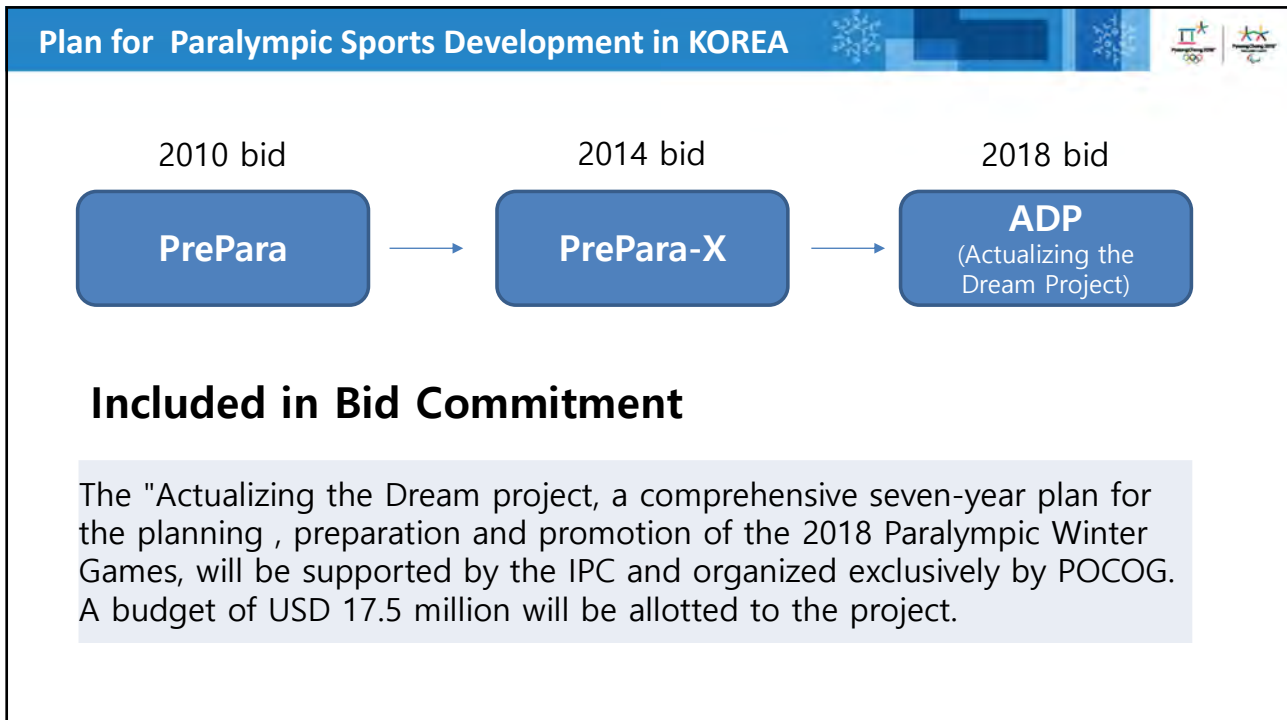 Plan for Paralympic Sports Development in KOREA
2010 bid
2014 bid
2018 bid
PrePara
PrePara-X
ADP
(Actualizing the
Dream Project)
Included in Bid Commitment
The "Actualizing the Dream project, a comprehensive seven-year plan for
the planning , preparation and promotion of the 2018 Paralympic Winter
Games, will be supported by the IPC and organized exclusively by POCOG.
A budget of USD 17.5 million will be allotted to the project.